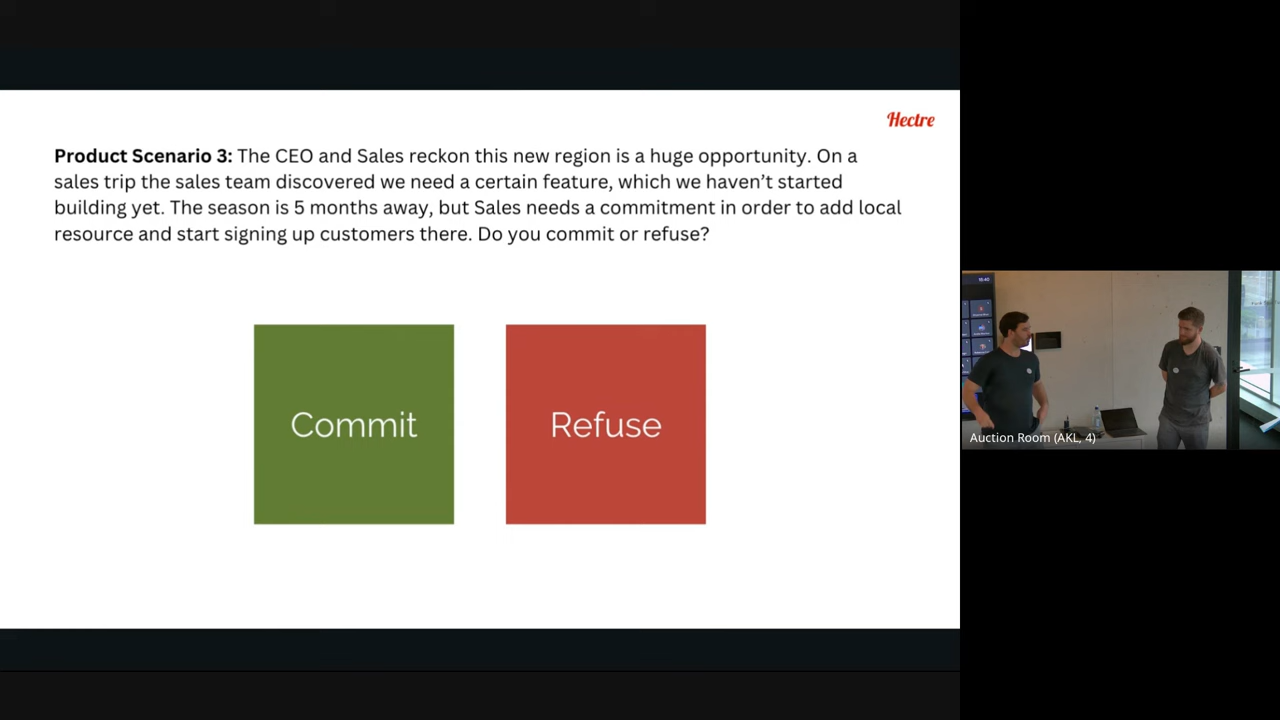 Hectre
Product Scenario 3: The CEO and Sales reckon this new region is a huge opportunity. On a
sales trip the sales team discovered we need a certain feature, which we haven’t started
building yet. The season is 5 months away, but Sales needs a commitment in order to add local
resource and start signing up customers there. Do you commit or refuse?
Commit
Refuse
Auction Room (AKL, 4)